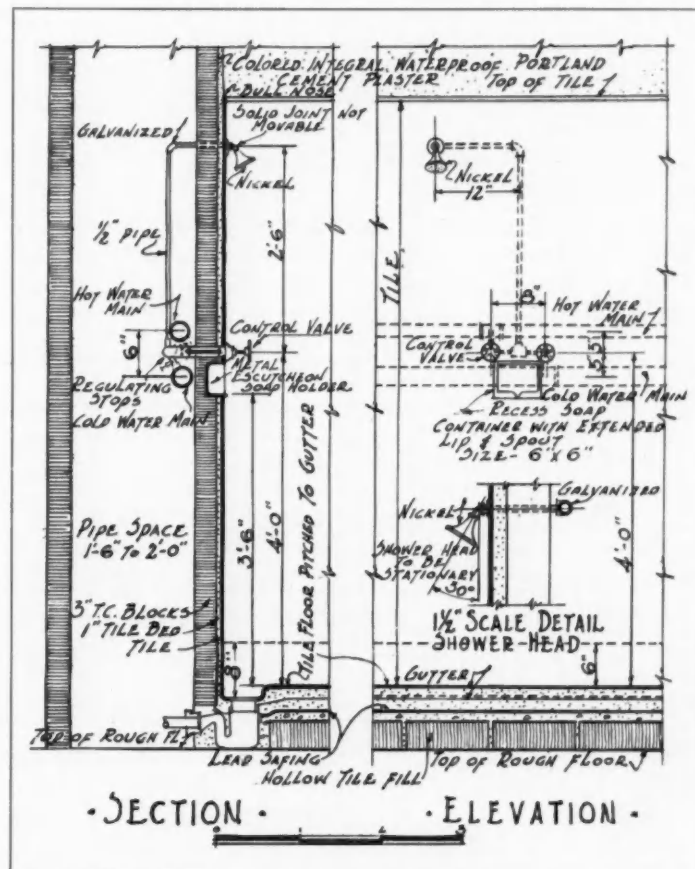 COLORED INTEGRAL WATERPROOF PORTLAND
CEMENT PLASTER
TOP OF TILE
BULL NOSE
SOLID JOINT NOT
MOVABLE
GALVANIZED
NICKEL
NICKEL
12"
1/2" PIPE
2'-6"
TILE
8"
HOT WATER
MAIN
HOT WATER
MAIN
6"
CONTROL VALVE
CONTROL
VALVE
METAL
ESCUTCHEON
SOAP HOLDER
REGULATING
STOPS
COLD WATER MAIN
COLD WATER MAIN
RECESS SOAP
CONTAINER WITH EXTENDED
LIP & SPOUT
SIZE - 6" X 6"
NICKEL
GALVANIZED
SHOWER HEAD
TO BE
STATIONARY
30°
PIPE SPACE
1'-6" TO 2'-0"
3'-6"
4'-0"
TILE FLOOR PITCHED TO GUTTER
4'-0"
3" T.C. BLOCKS
1" TILE BED
TILE
1½" SCALE DETAIL
SHOWER-HEAD
8"
6"
GUTTER
TOP OF ROUGH FL.
LEAD SAFING
HOLLOW TILE FILL
TOP OF ROUGH FLOOR
· SECTION · ELEVATION ·